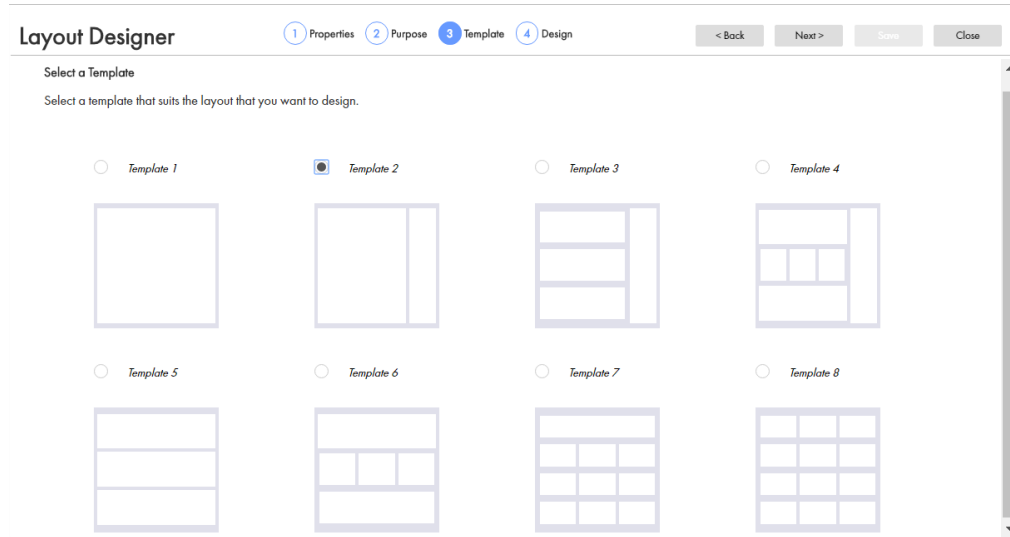 Layout Designer
1 Properties 2 Purpose 3 Template 4 Design
< Back Next > Save Close
Select a Template
Select a template that suits the layout that you want to design.
Template 1 Template 2 Template 3 Template 4
Template 5 Template 6 Template 7 Template 8